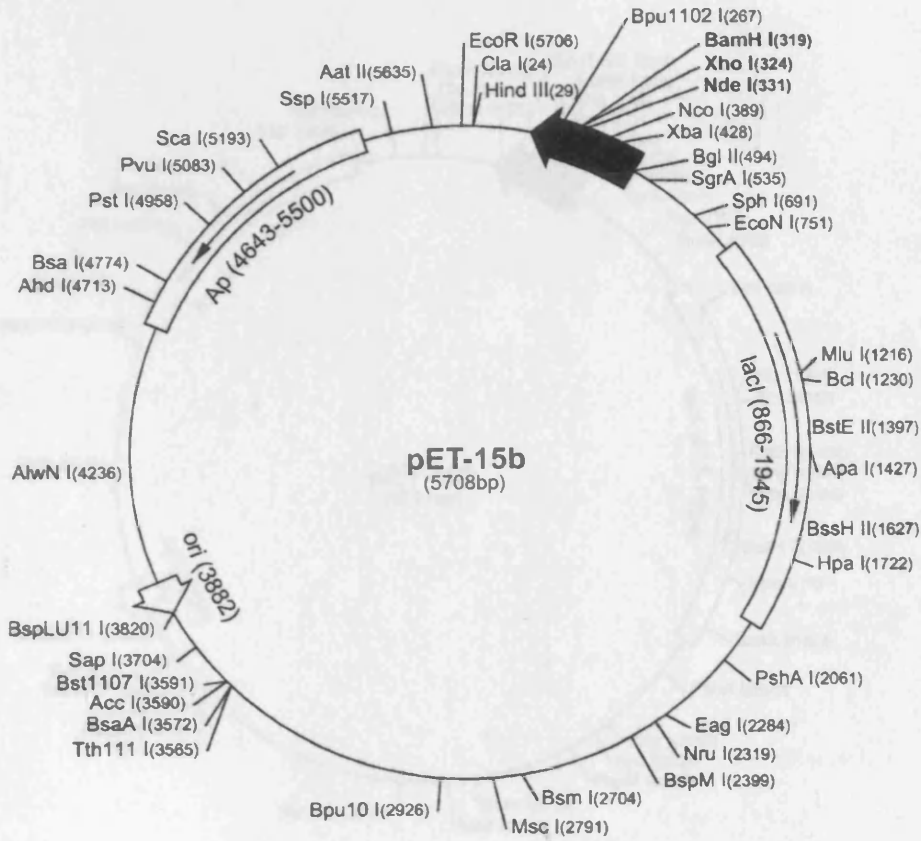 EcoR I(5706)
Cla I(24)
Hind III(29)
Bpu1102 I(267)
BamH I(319)
Xho I(324)
Nde I(331)
Nco I(389)
Xba I(428)
Bgl II(494)
SgrA I(535)
Sph I(691)
EcoN I(751)
Mlu I(1216)
Bcl I(1230)
BstE II(1397)
Apa I(1427)
BssH II(1627)
Hpa I(1722)
lacI (866-1945)
PshA I(2061)
Eag I(2284)
Nru I(2319)
BspM I(2399)
Bsm I(2704)
Msc I(2791)
Bpu10 I(2926)
Tth111 I(3565)
BsaA I(3572)
Acc I(3590)
Bst1107 I(3591)
Sap I(3704)
BspLU11 I(3820)
ori (3882)
AlwN I(4236)
Ahd I(4713)
Bsa I(4774)
Pst I(4958)
Pvu I(5083)
Sca I(5193)
Ap (4643-5500)
Ssp I(5517)
Aat II(5635)
pET-15b
(5708bp)